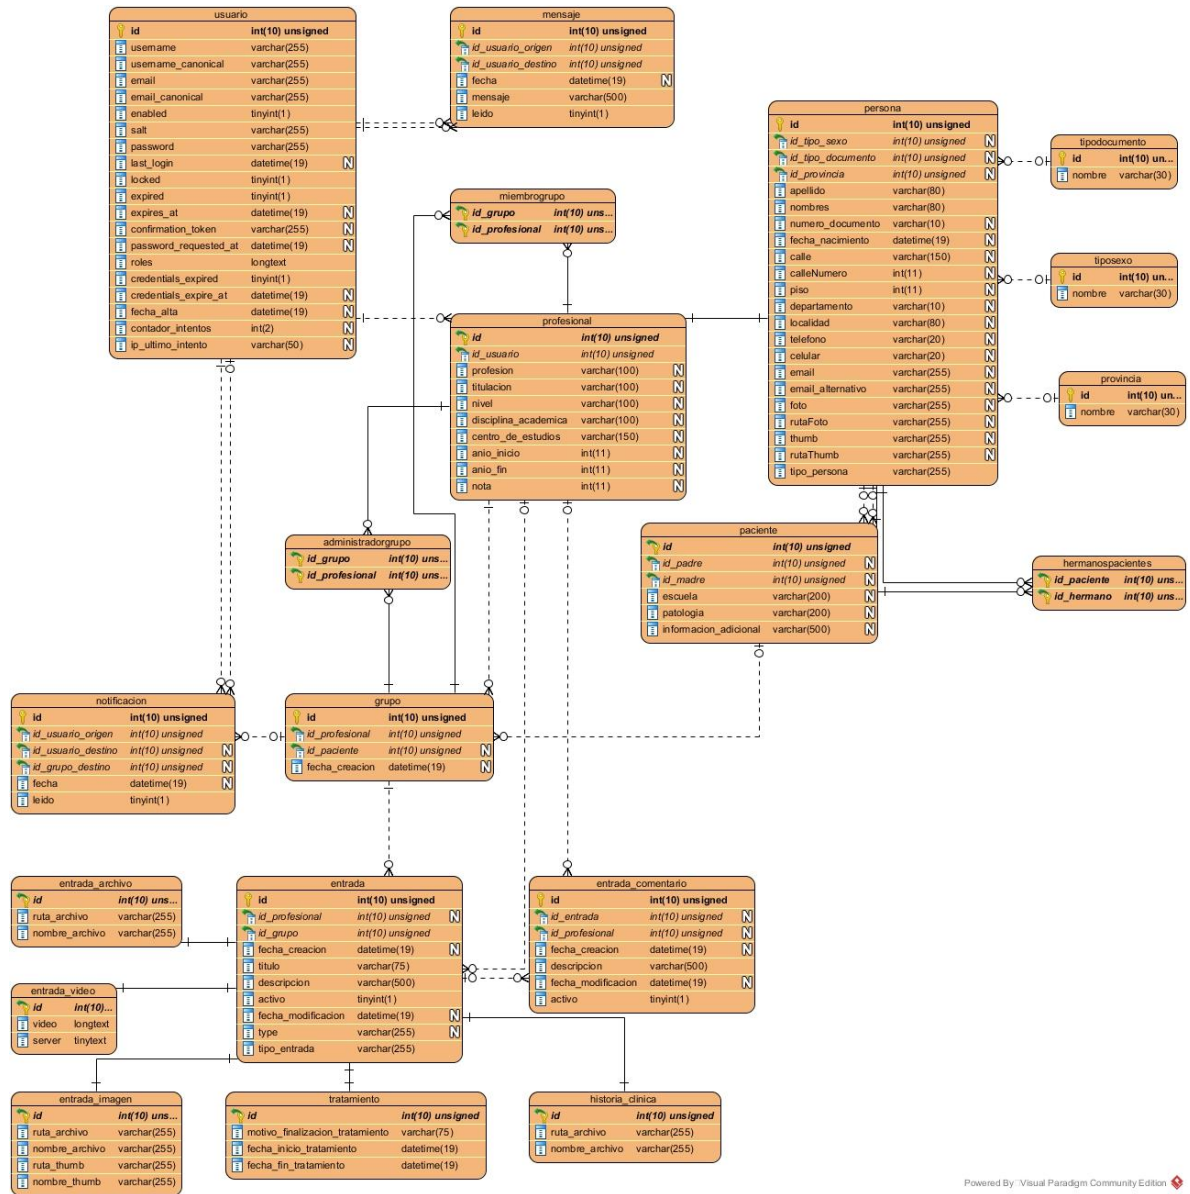 usuario
id int(10) unsigned
username varchar(255)
username_canonical varchar(255)
email varchar(255)
email_canonical varchar(255)
enabled tinyint(1)
salt varchar(255)
password varchar(255)
last_login datetime(19) N
locked tinyint(1)
expired tinyint(1)
expires_at datetime(19) N
confirmation_token varchar(255) N
password_requested_at datetime(19) N
roles longtext
credentials_expired tinyint(1)
credentials_expire_at datetime(19) N
fecha_alta datetime(19) N
contador_intentos int(2) N
ip_ultimo_intento varchar(50) N
mensaje
id int(10) unsigned
id_usuario_origen int(10) unsigned
id_usuario_destino int(10) unsigned
fecha datetime(19) N
mensaje varchar(500)
leido tinyint(1)
persona
id int(10) unsigned
id_tipo_sexo int(10) unsigned N
id_tipo_documento int(10) unsigned N
id_provincia int(10) unsigned N
apellido varchar(80)
nombres varchar(80)
numero_documento varchar(10) N
fecha_nacimiento datetime(19) N
calle varchar(150) N
calleNumero int(11) N
piso int(11) N
departamento varchar(10) N
localidad varchar(80) N
telefono varchar(20) N
celular varchar(20) N
email varchar(255) N
email_alternativo varchar(255) N
foto varchar(255) N
rutaFoto varchar(255) N
thumb varchar(255) N
rutaThumb varchar(255) N
tipo_persona varchar(255)
tipodocumento
id int(10) un...
nombre varchar(30)
tiposexo
id int(10) un...
nombre varchar(30)
provincia
id int(10) un...
nombre varchar(30)
miembrogrupo
id_grupo int(10) uns...
id_profesional int(10) uns...
profesional
id int(10) unsigned
id_usuario int(10) unsigned
profesion varchar(100) N
titulacion varchar(100) N
nivel varchar(100) N
disciplina_academica varchar(100) N
centro_de_estudios varchar(150) N
anio_inicio int(11) N
anio_fin int(11) N
nota int(11) N
administradorgrupo
id_grupo int(10) uns...
id_profesional int(10) uns...
paciente
id int(10) unsigned
id_padre int(10) unsigned N
id_madre int(10) unsigned N
escuela varchar(200) N
patologia varchar(200) N
informacion_adicional varchar(500) N
hermanospacientes
id_paciente int(10) uns...
id_hermano int(10) uns...
notificacion
id int(10) unsigned
id_usuario_origen int(10) unsigned
id_usuario_destino int(10) unsigned N
id_grupo_destino int(10) unsigned N
fecha datetime(19) N
leido tinyint(1)
grupo
id int(10) unsigned
id_profesional int(10) unsigned
id_paciente int(10) unsigned N
fecha_creacion datetime(19) N
entrada_archivo
id int(10) uns...
ruta_archivo varchar(255)
nombre_archivo varchar(255)
entrada
id int(10) unsigned
id_profesional int(10) unsigned N
id_grupo int(10) unsigned
fecha_creacion datetime(19) N
titulo varchar(75)
descripcion varchar(500)
activo tinyint(1)
fecha_modificacion datetime(19) N
type varchar(255) N
tipo_entrada varchar(255)
entrada_comentario
id int(10) unsigned
id_entrada int(10) unsigned N
id_profesional int(10) unsigned N
fecha_creacion datetime(19) N
descripcion varchar(500)
fecha_modificacion datetime(19) N
activo tinyint(1)
entrada_video
id int(10)...
video longtext
server tinytext
entrada_imagen
id int(10) uns...
ruta_archivo varchar(255)
nombre_archivo varchar(255)
ruta_thumb varchar(255)
nombre_thumb varchar(255)
tratamiento
id int(10) unsigned
motivo_finalizacion_tratamiento varchar(75)
fecha_inicio_tratamiento datetime(19)
fecha_fin_tratamiento datetime(19)
historia_clinica
id int(10) unsigned
ruta_archivo varchar(255)
nombre_archivo varchar(255)
Powered By Visual Paradigm Community Edition